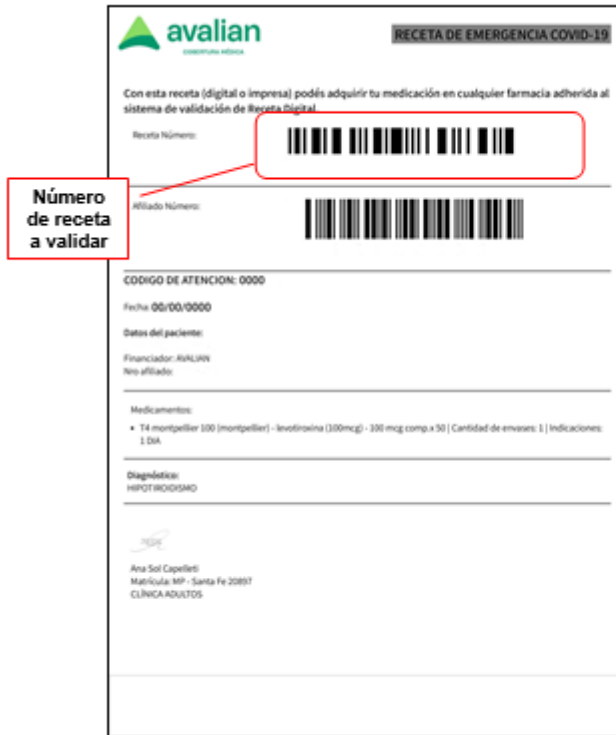 avalian
COBERTURA MÉDICA
RECETA DE EMERGENCIA COVID-19
Con esta receta (digital o impresa) podés adquirir tu medicación en cualquier farmacia adherida al
sistema de validación de Receta Digital
Receta Número:
Número
de receta
a validar
Afiliado Número:
CODIGO DE ATENCION: 0000
Fecha: 00/00/0000
Datos del paciente:
Financiador: AVALIAN
Nro afiliado:
Medicamentos:
• T4 montpellier 100 (montpellier) - levotiroxina (100mcg) - 100 mcg comp.x 50 | Cantidad de envases: 1 | Indicaciones:
1 DIA
Diagnóstico:
HIPOTIROIDISMO
Ana Sol Capelleti
Matrícula: MP - Santa Fe 20897
CLÍNICA ADULTOS